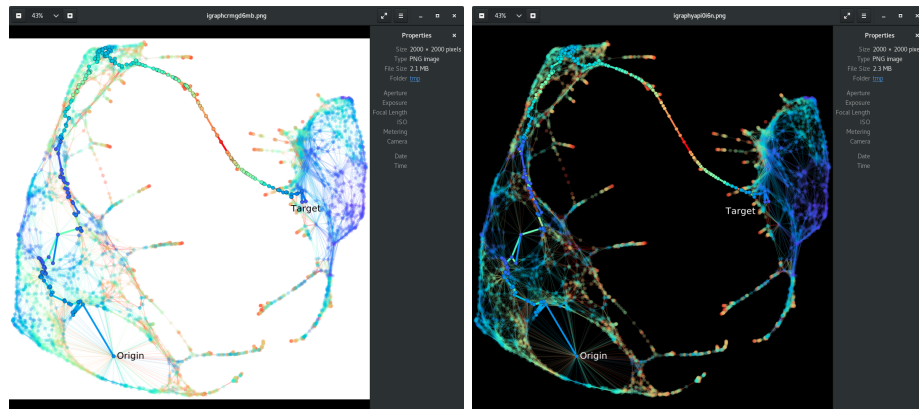 43%
igraphcrmgd6mb.png
Properties
Size 2000 × 2000 pixels
Type PNG image
File Size 2.1 MB
Folder tmp
Aperture
Exposure
Focal Length
ISO
Metering
Camera
Date
Time
Target
Origin
43%
igraphyapi0i6n.png
Properties
Size 2000 × 2000 pixels
Type PNG image
File Size 2.3 MB
Folder tmp
Aperture
Exposure
Focal Length
ISO
Metering
Camera
Date
Time
Target
Origin